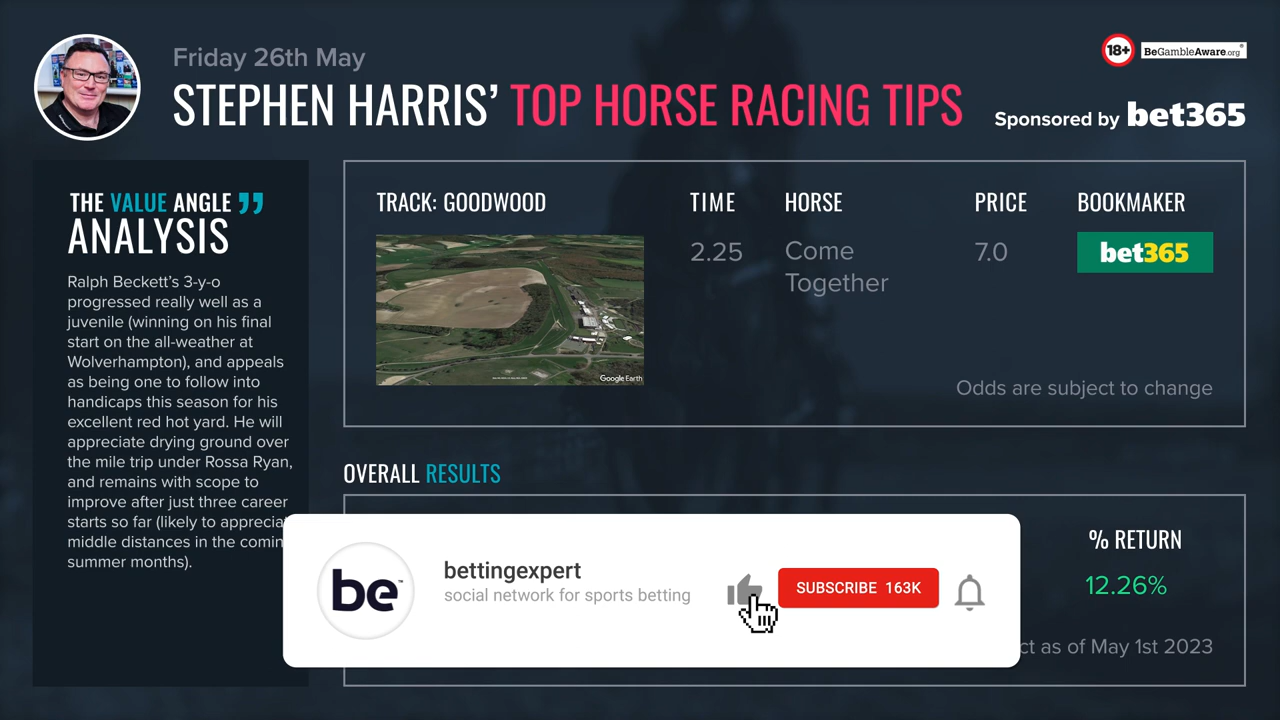 Friday 26th May
STEPHEN HARRIS’ TOP HORSE RACING TIPS
18+
BeGambleAware.org®
Sponsored by bet365
THE VALUE ANGLE ”
ANALYSIS
Ralph Beckett’s 3-y-o
progressed really well as a
juvenile (winning on his final
start on the all-weather at
Wolverhampton), and appeals
as being one to follow into
handicaps this season for his
excellent red hot yard. He will
appreciate drying ground over
the mile trip under Rossa Ryan,
and remains with scope to
improve after just three career
starts so far (likely to apprecia
middle distances in the comin
summer months).
TRACK: GOODWOOD
Google Earth
TIME
2.25
HORSE
Come
Together
PRICE
7.0
BOOKMAKER
bet365
Odds are subject to change
OVERALL RESULTS
% RETURN
12.26%
ct as of May 1st 2023
be™
bettingexpert
social network for sports betting
SUBSCRIBE 163K